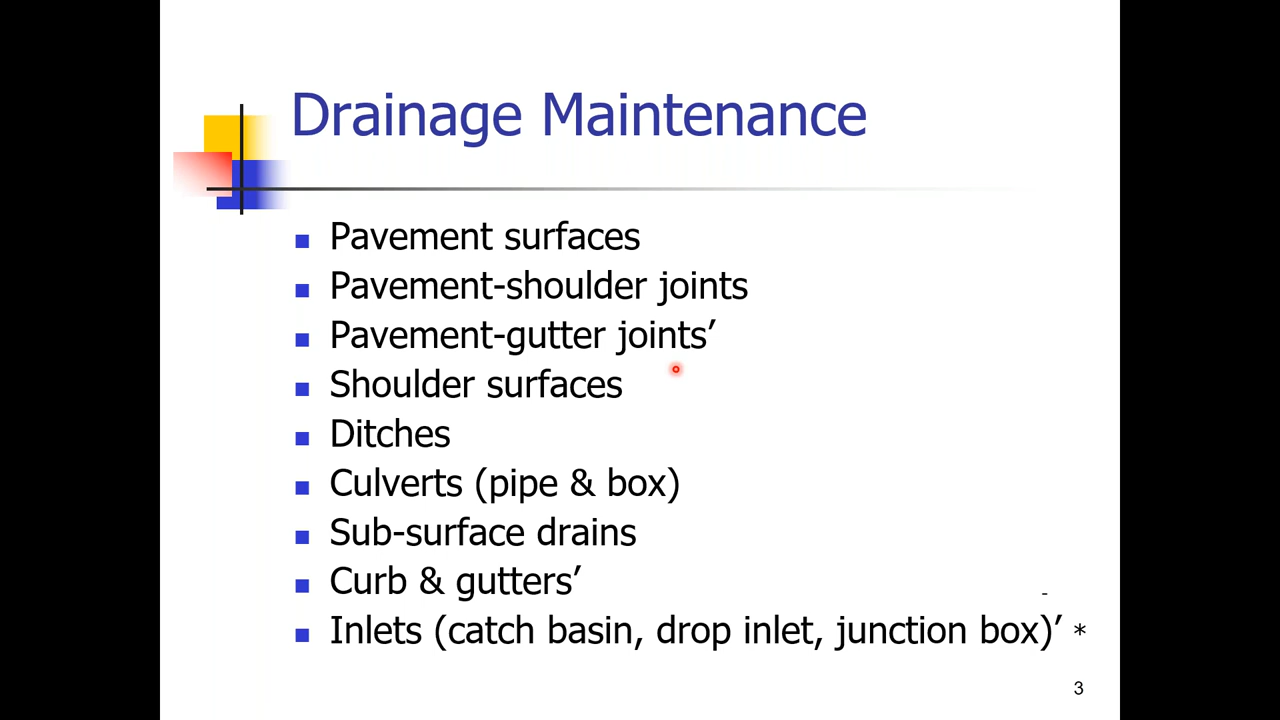 Drainage Maintenance
Pavement surfaces
Pavement-shoulder joints
Pavement-gutter joints’
Shoulder surfaces
Ditches
Culverts (pipe & box)
Sub-surface drains
Curb & gutters’
-
Inlets (catch basin, drop inlet, junction box)’ *
3